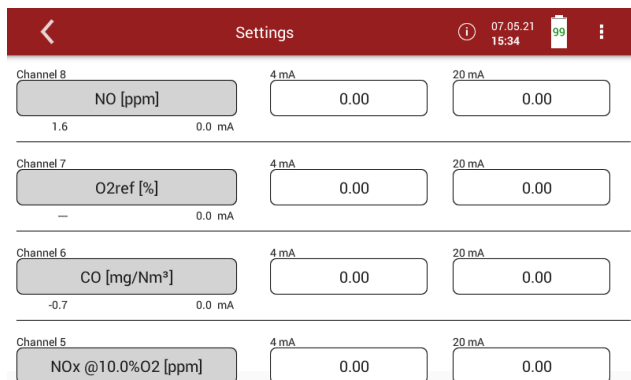 Settings
07.05.21
15:34
99
Channel 8 4 mA 20 mA
NO [ppm] 0.00 0.00
1.6 0.0 mA
Channel 7 4 mA 20 mA
O2ref [%] 0.00 0.00
--- 0.0 mA
Channel 6 4 mA 20 mA
CO [mg/Nm³] 0.00 0.00
-0.7 0.0 mA
Channel 5 4 mA 20 mA
NOx @10.0%O2 [ppm] 0.00 0.00